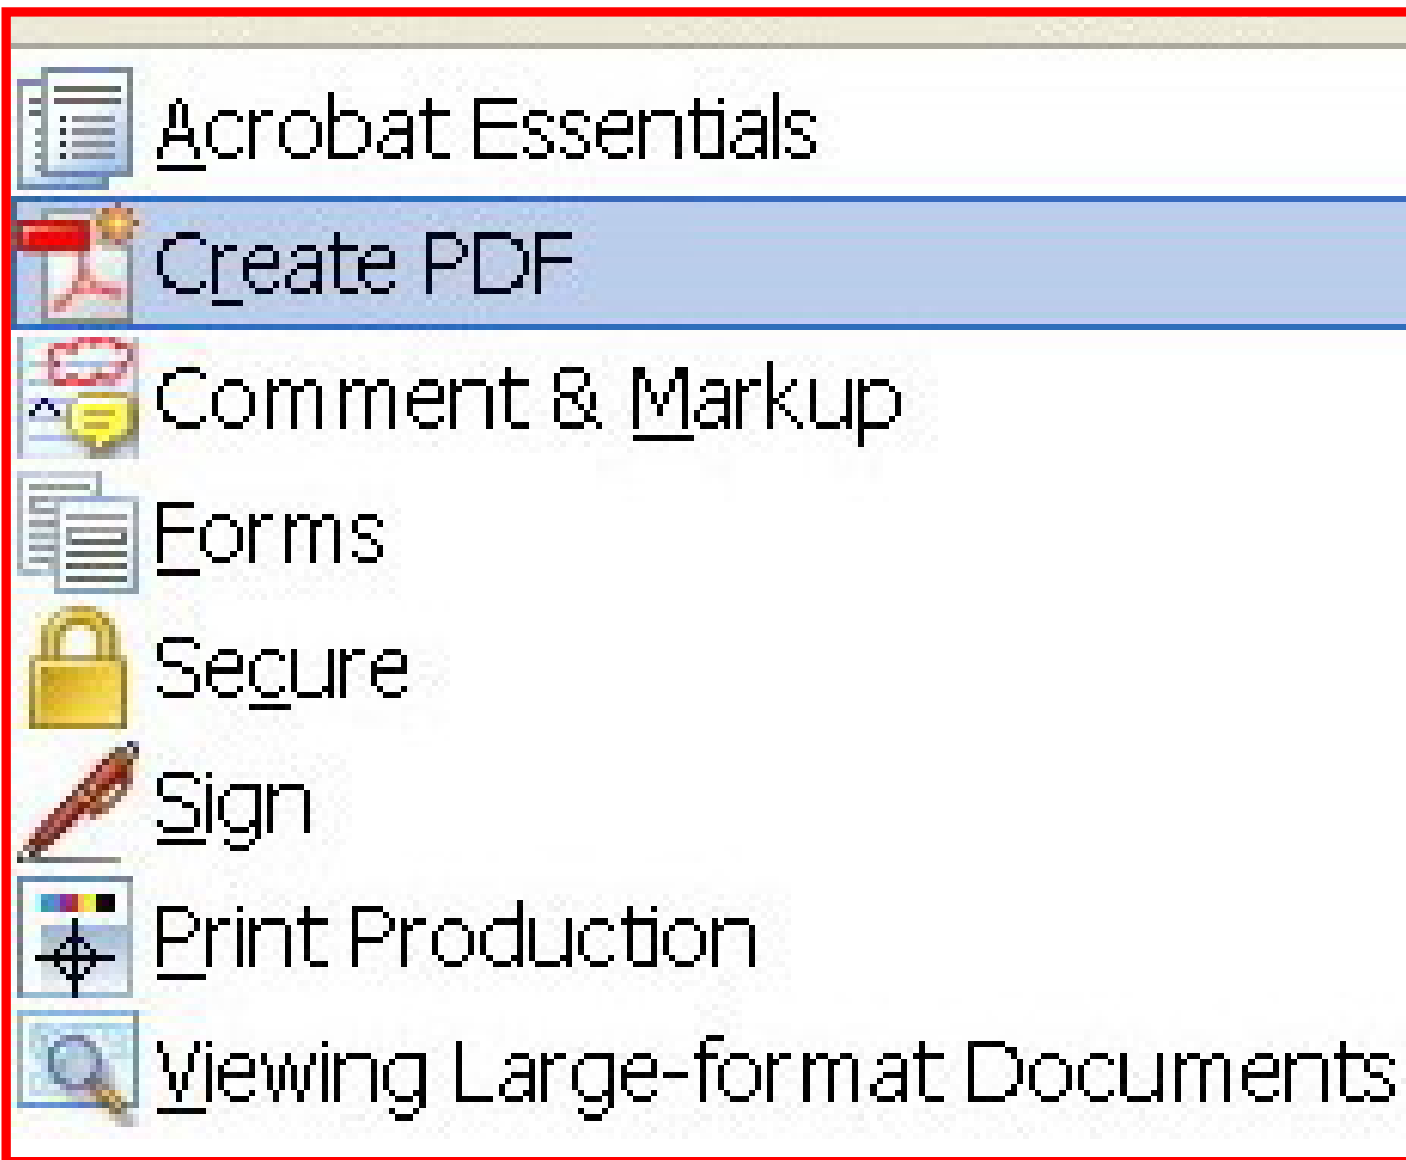 Acrobat Essentials
Create PDF
Comment & Markup
Forms
Secure
Sign
Print Production
Viewing Large-format Documents